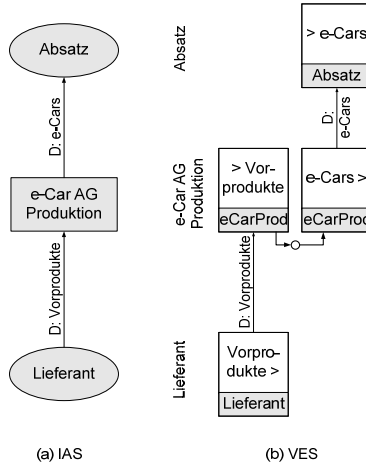 Absatz
D: e-Cars
e-Car AG
Produktion
D: Vorprodukte
Lieferant
(a) IAS
Absatz
> e-Cars
Absatz
D:
e-Cars
e-Car AG
Produktion
> Vor-
produkte
eCarProd
e-Cars >
eCarProd
D: Vorprodukte
Lieferant
Vorpro-
dukte >
Lieferant
(b) VES